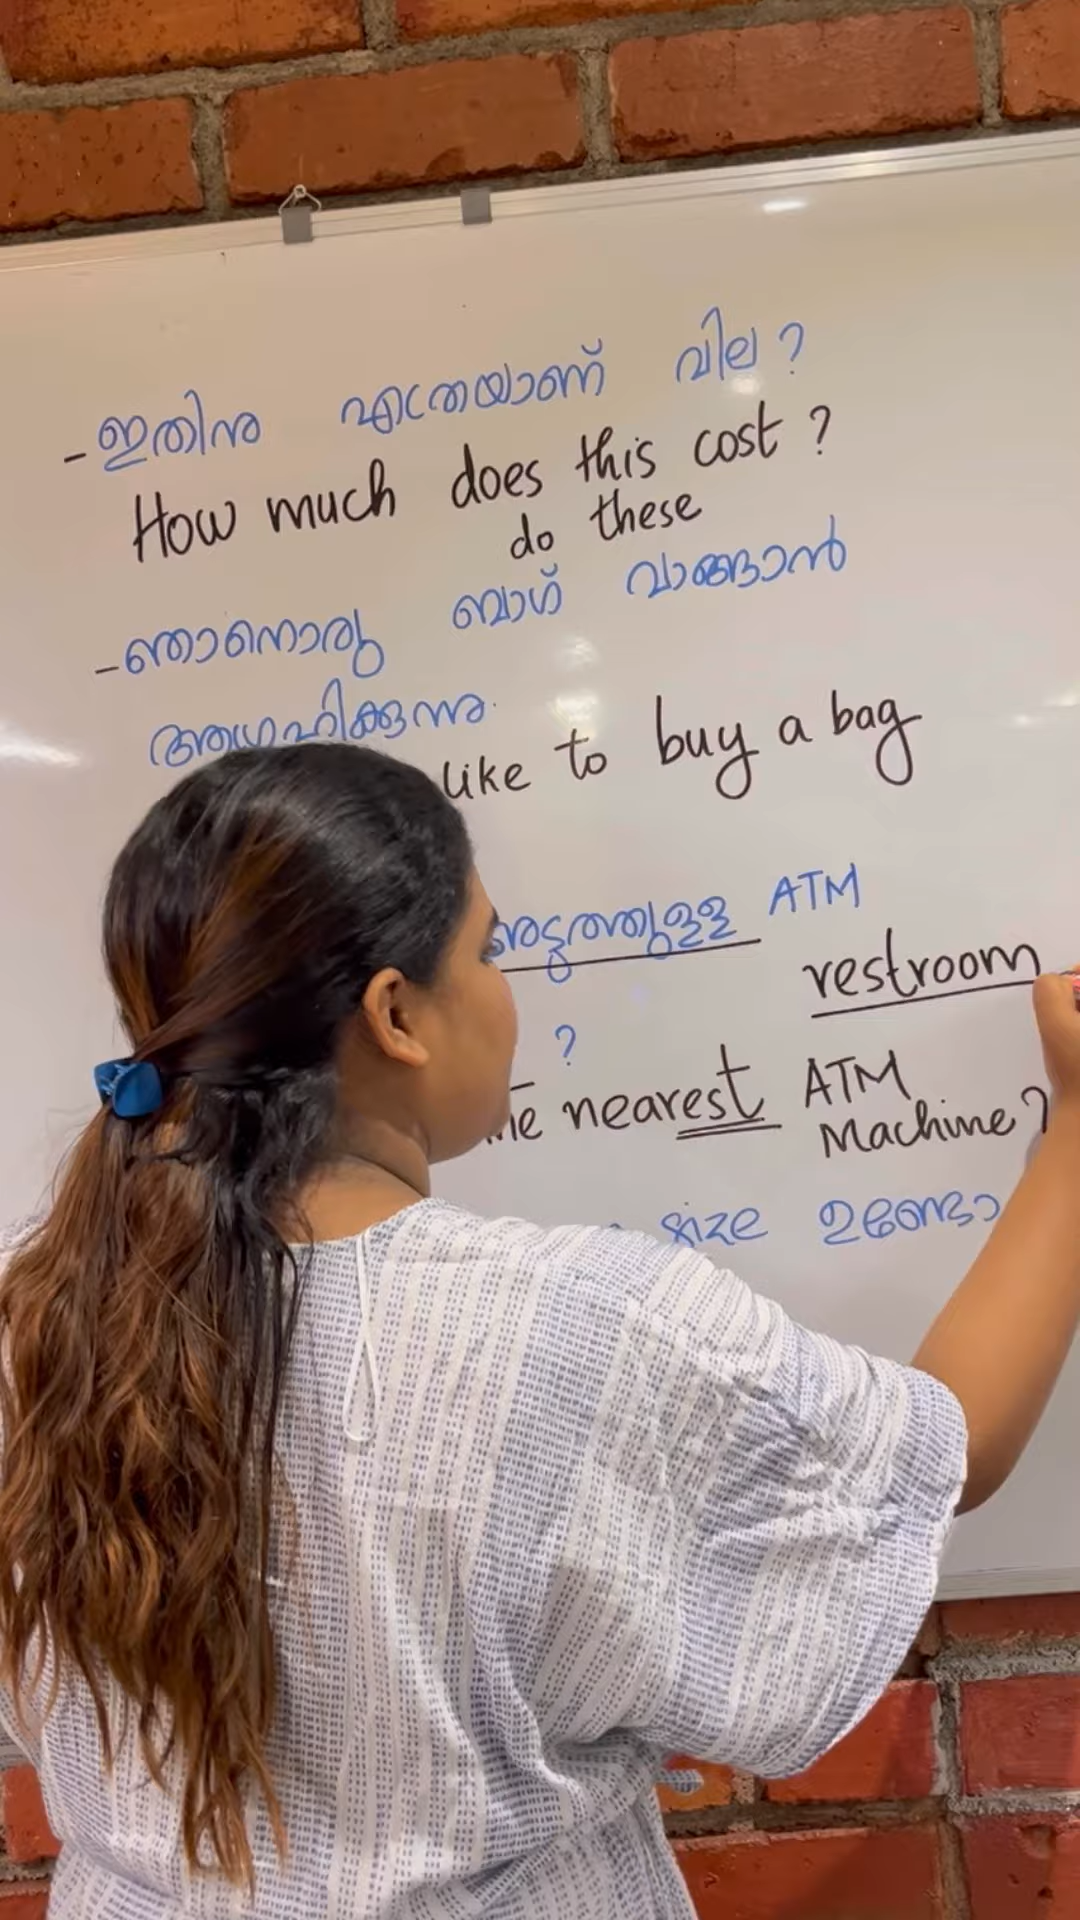 - ഇതിനു എത്രയാണ് വില ?
How much does this cost ?
do these
- ഞാനൊരു ബാഗ് വാങ്ങാൻ
ആഗ്രഹിക്കുന്നു.
like to buy a bag
അടുത്തുള്ള ATM
restroom
?
nearest ATM
Machine ?
size ഉണ്ടോ